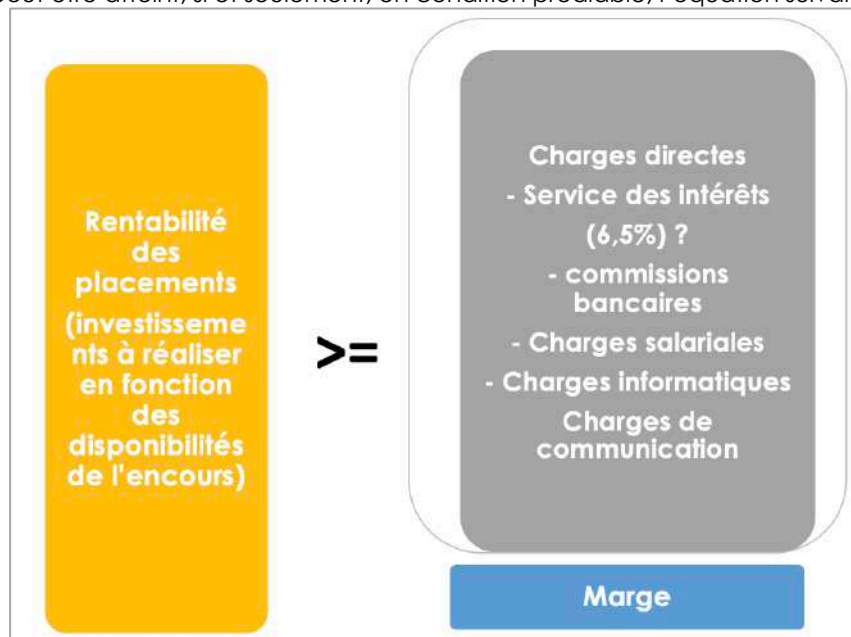 Rentabilité
des
placements
(investisseme
nts à réaliser
en fonction
des
disponibilités
de l'encours)
>=
Charges directes
- Service des intérêts
(6,5%) ?
- commissions
bancaires
- Charges salariales
- Charges informatiques
Charges de
communication
Marge